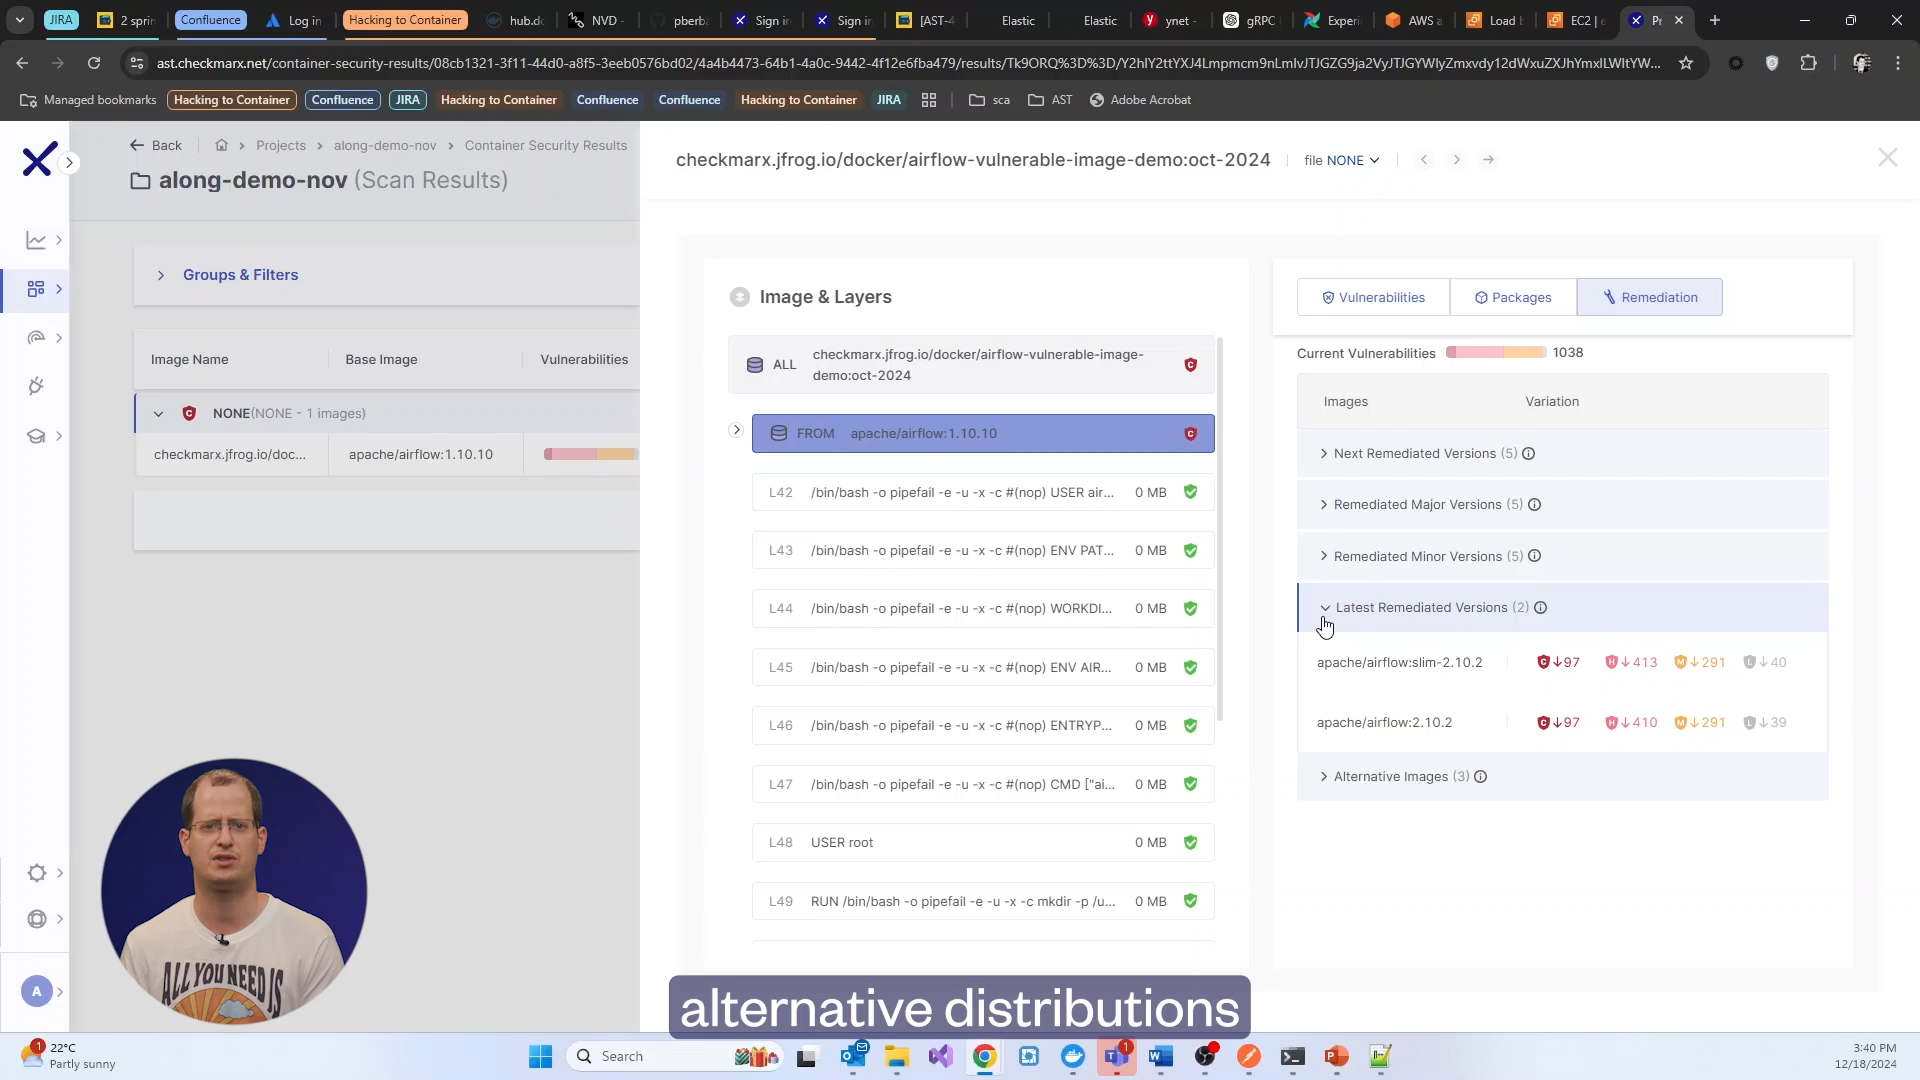 JIRA
2 sprin
Confluence
Log in
Hacking to Container
hub.d
NVD -
pberb
Sign in
Sign in
[AST-4
Elastic
Elastic
ynet -
gRPC
Experi
AWS a
Load b
EC2 | e
Pr
ast.checkmarx.net/container-security-results/08cb1321-3f11-44d0-a8f5-3eeb0576bd02/4a4b4473-64b1-4a0c-9442-4f12e6fba479/results/Tk9ORQ%3D%3D/Y2hlY2ttYXJ4Lmpmcm9nLmlvJTJGZG9ja2VyJTJGYWlyZmxvdy12dWxuZXJhYmxlLWltYW...
Managed bookmarks
Hacking to Container
Confluence
JIRA
Hacking to Container
Confluence
Confluence
Hacking to Container
JIRA
sca
AST
Adobe Acrobat
Back
Projects
along-demo-nov
Container Security Results
along-demo-nov (Scan Results)
Groups & Filters
Image Name
Base Image
Vulnerabilities
C
NONE(NONE - 1 images)
checkmarx.jfrog.io/doc...
apache/airflow:1.10.10
checkmarx.jfrog.io/docker/airflow-vulnerable-image-demo:oct-2024
file NONE
Image & Layers
ALL
checkmarx.jfrog.io/docker/airflow-vulnerable-image-
demo:oct-2024
C
FROM apache/airflow:1.10.10
C
L42 /bin/bash -o pipefail -e -u -x -c #(nop) USER air... 0 MB
L43 /bin/bash -o pipefail -e -u -x -c #(nop) ENV PAT... 0 MB
L44 /bin/bash -o pipefail -e -u -x -c #(nop) WORKDI... 0 MB
L45 /bin/bash -o pipefail -e -u -x -c #(nop) ENV AIR... 0 MB
L46 /bin/bash -o pipefail -e -u -x -c #(nop) ENTRYP... 0 MB
L47 /bin/bash -o pipefail -e -u -x -c #(nop) CMD ["ai... 0 MB
L48 USER root 0 MB
L49 RUN /bin/bash -o pipefail -e -u -x -c mkdir -p /u... 0 MB
Vulnerabilities
Packages
Remediation
Current Vulnerabilities 1038
Images
Variation
Next Remediated Versions (5)
Remediated Major Versions (5)
Remediated Minor Versions (5)
Latest Remediated Versions (2)
apache/airflow:slim-2.10.2 C ↓97 H ↓413 M ↓291 L ↓40
apache/airflow:2.10.2 C ↓97 H ↓410 M ↓291 L ↓39
Alternative Images (3)
A
ALL YOU NEED IS
alternative distributions
1
22°C
Partly sunny
Search
1
3:40 PM
12/18/2024